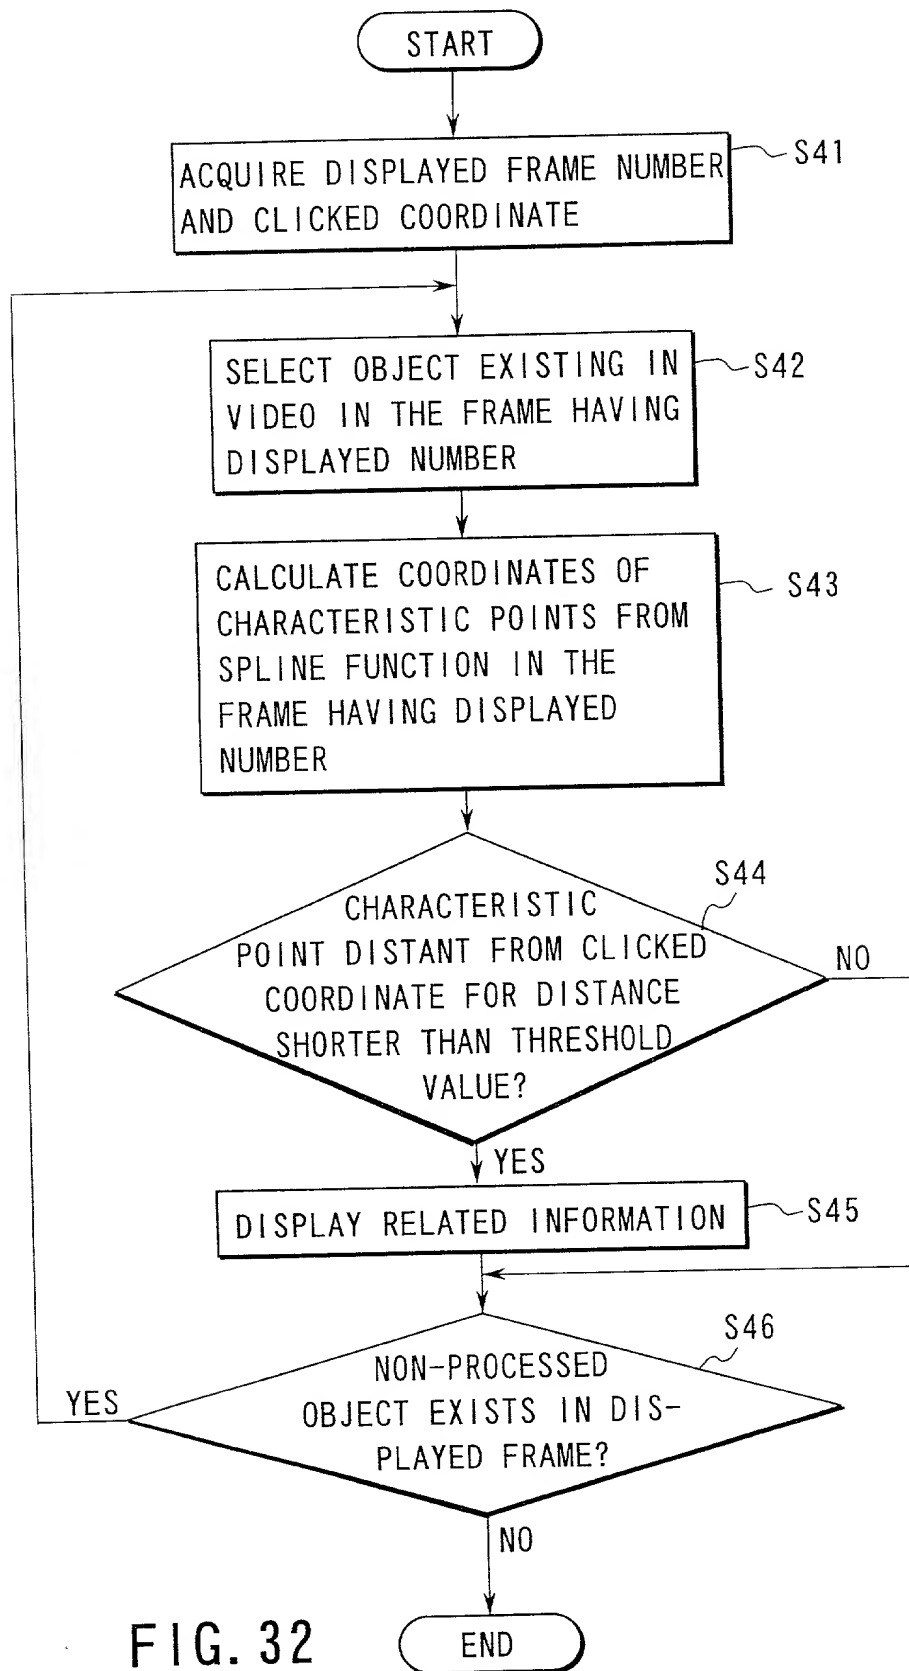 START
ACQUIRE DISPLAYED FRAME NUMBER
AND CLICKED COORDINATE
S41
SELECT OBJECT EXISTING IN
VIDEO IN THE FRAME HAVING
DISPLAYED NUMBER
S42
CALCULATE COORDINATES OF
CHARACTERISTIC POINTS FROM
SPLINE FUNCTION IN THE
FRAME HAVING DISPLAYED
NUMBER
S43
S44
CHARACTERISTIC
POINT DISTANT FROM CLICKED
COORDINATE FOR DISTANCE
SHORTER THAN THRESHOLD
VALUE?
NO
YES
DISPLAY RELATED INFORMATION
S45
S46
NON-PROCESSED
OBJECT EXISTS IN DIS-
PLAYED FRAME?
YES
NO
END
FIG. 32